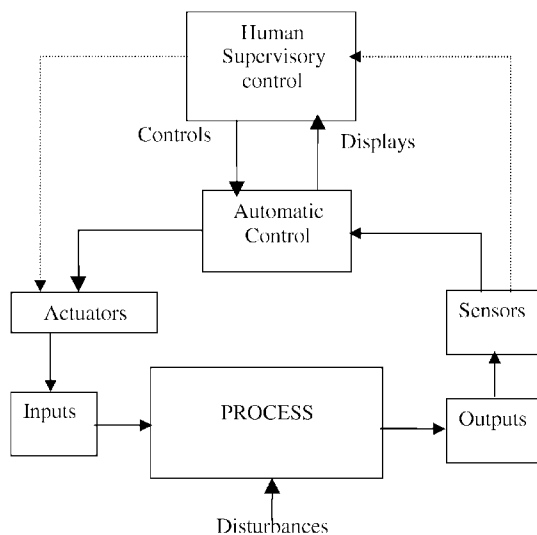 Human
Supervisory
control
Controls
Displays
Automatic
Control
Actuators
Sensors
Inputs
PROCESS
Outputs
Disturbances